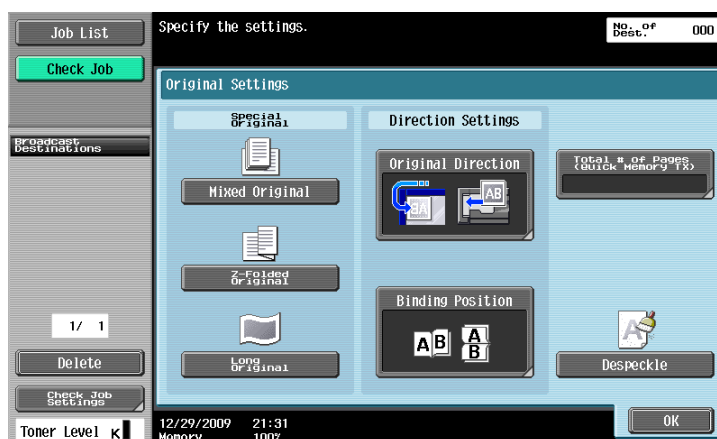 Job List
Specify the settings.
No. of
Dest.
000
Check Job
Original Settings
Special
Original
Direction Settings
Broadcast
Destinations
Original Direction
Total # of Pages
(Quick Memory TX)
AB
Mixed Original
Z-Folded
Original
Binding Position
1/ 1
A B
A
B
Delete
Long
Original
Despeckle
Check Job
Settings
OK
Toner Level K
12/29/2009 21:31
Memory 100%